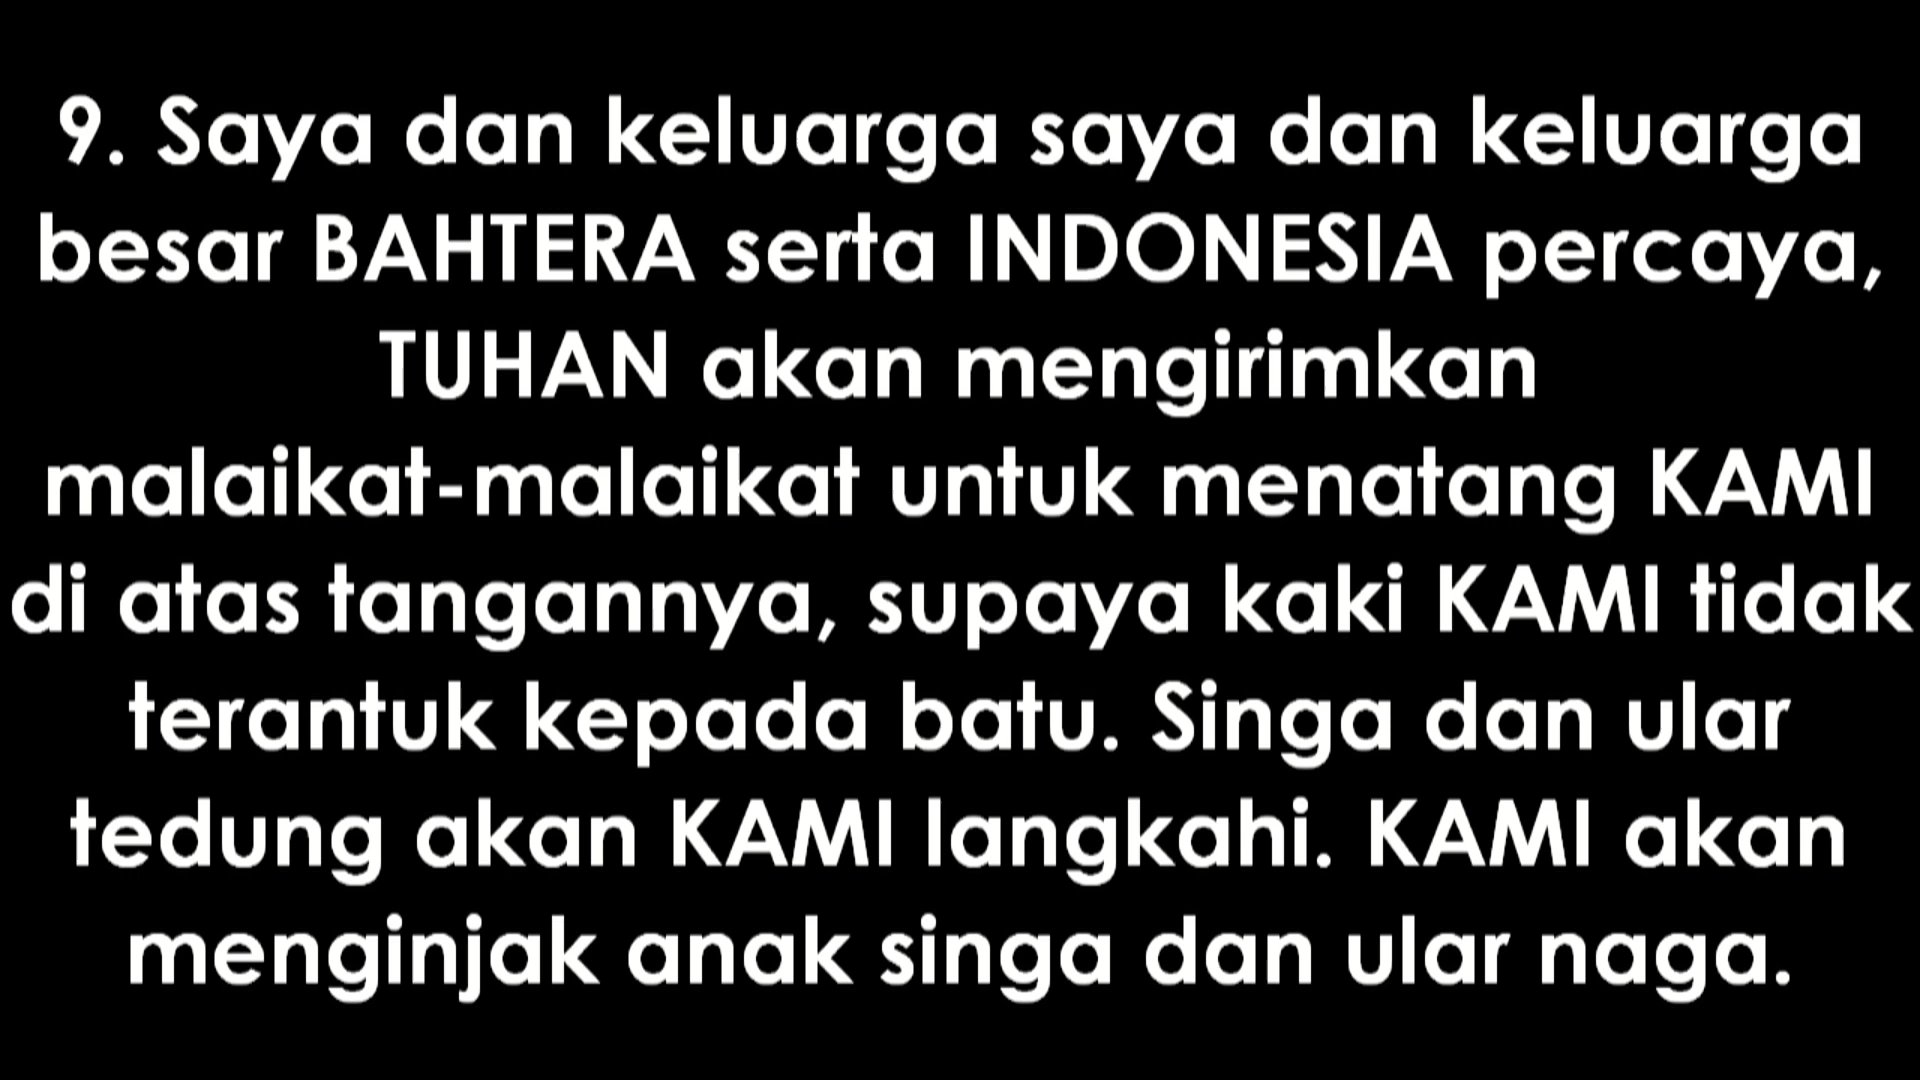 9. Saya dan keluarga saya dan keluarga
besar BAHTERA serta INDONESIA percaya,
TUHAN akan mengirimkan
malaikat-malaikat untuk menatang KAMI
di atas tangannya, supaya kaki KAMI tidak
terantuk kepada batu. Singa dan ular
tedung akan KAMI langkahi. KAMI akan
menginjak anak singa dan ular naga.